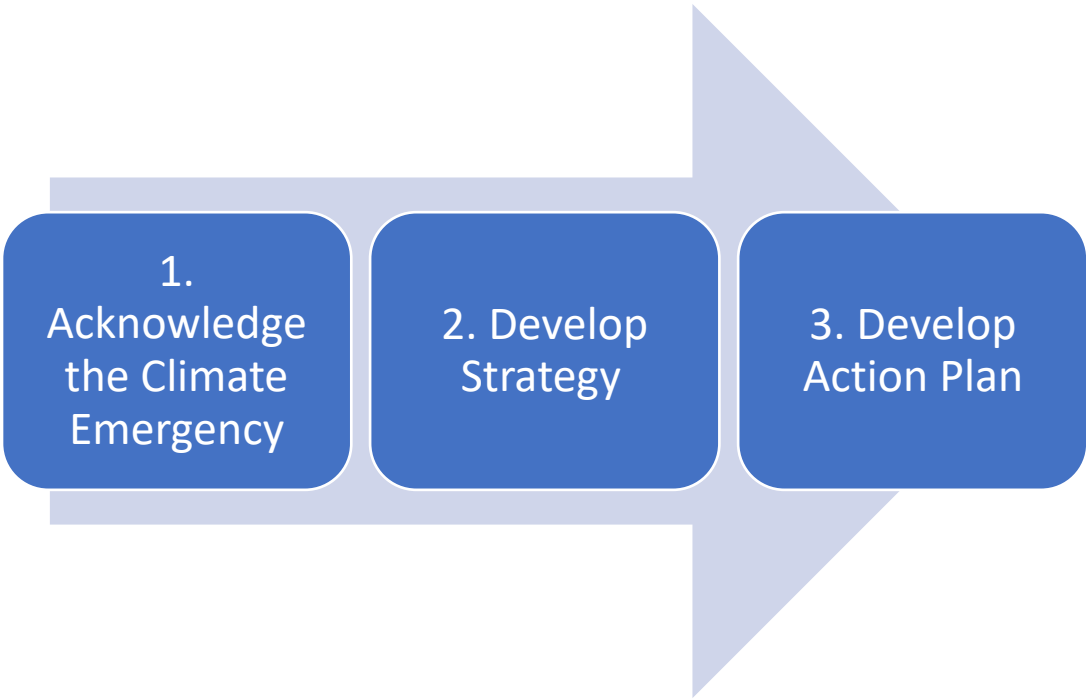 1.
Acknowledge
the Climate
Emergency
2. Develop
Strategy
3. Develop
Action Plan